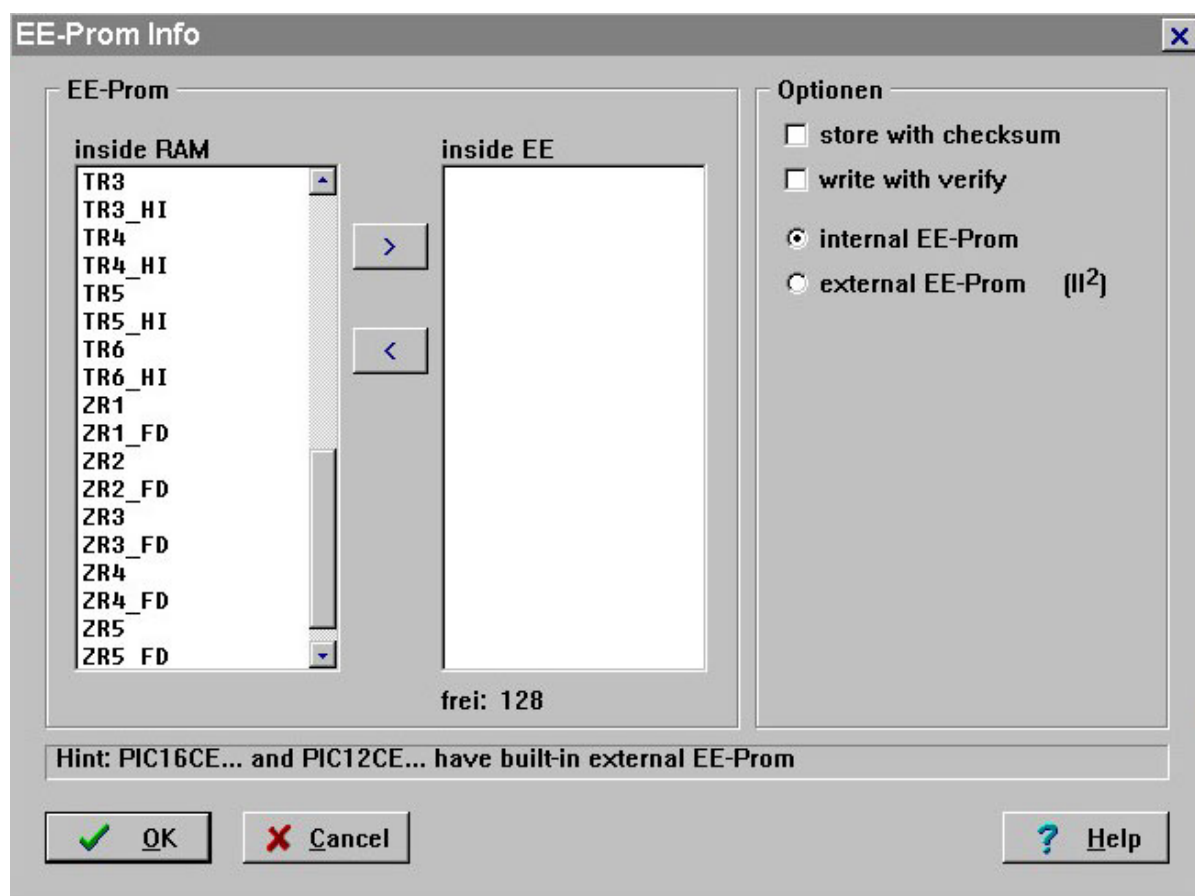 EE-Prom Info
EE-Prom
inside RAM
TR3
TR3_HI
TR4
TR4_HI
TR5
TR5_HI
TR6
TR6_HI
ZR1
ZR1_FD
ZR2
ZR2_FD
ZR3
ZR3_FD
ZR4
ZR4_FD
ZR5
ZR5_FD
>
<
inside EE
frei: 128
Optionen
store with checksum
write with verify
internal EE-Prom
external EE-Prom (II²)
Hint: PIC16CE... and PIC12CE... have built-in external EE-Prom
OK
Cancel
? Help